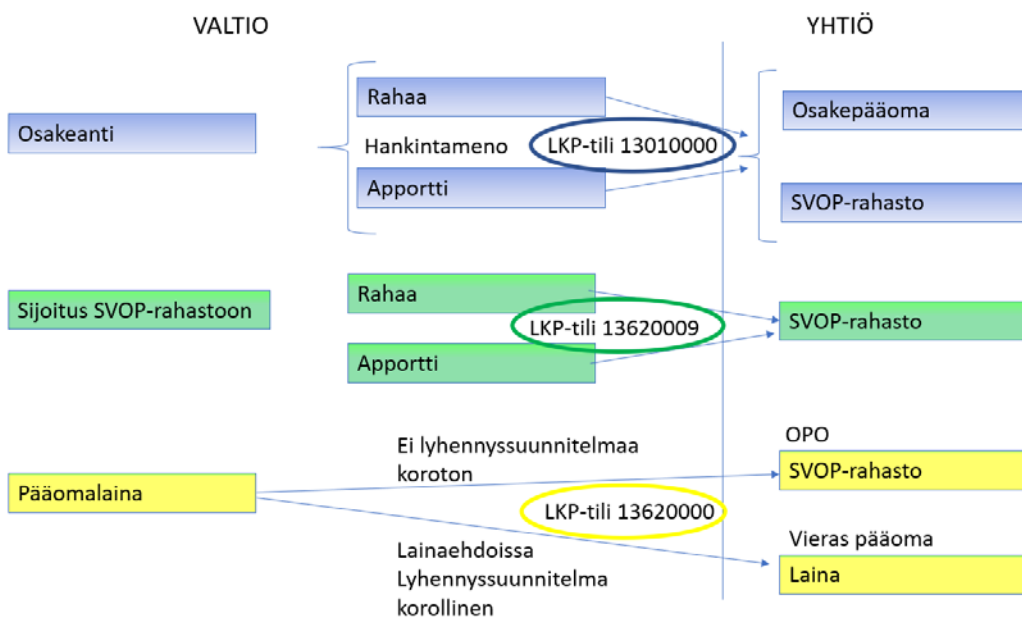 VALTIO
YHTIÖ
Osakeanti
Rahaa
Hankintameno
LKP-tili 13010000
Apportti
Osakepääoma
SVOP-rahasto
Sijoitus SVOP-rahastoon
Rahaa
LKP-tili 13620009
Apportti
SVOP-rahasto
Pääomalaina
Ei lyhennyssuunnitelmaa
koroton
LKP-tili 13620000
Lainaehdoissa
Lyhennyssuunnitelma
korollinen
OPO
SVOP-rahasto
Vieras pääoma
Laina